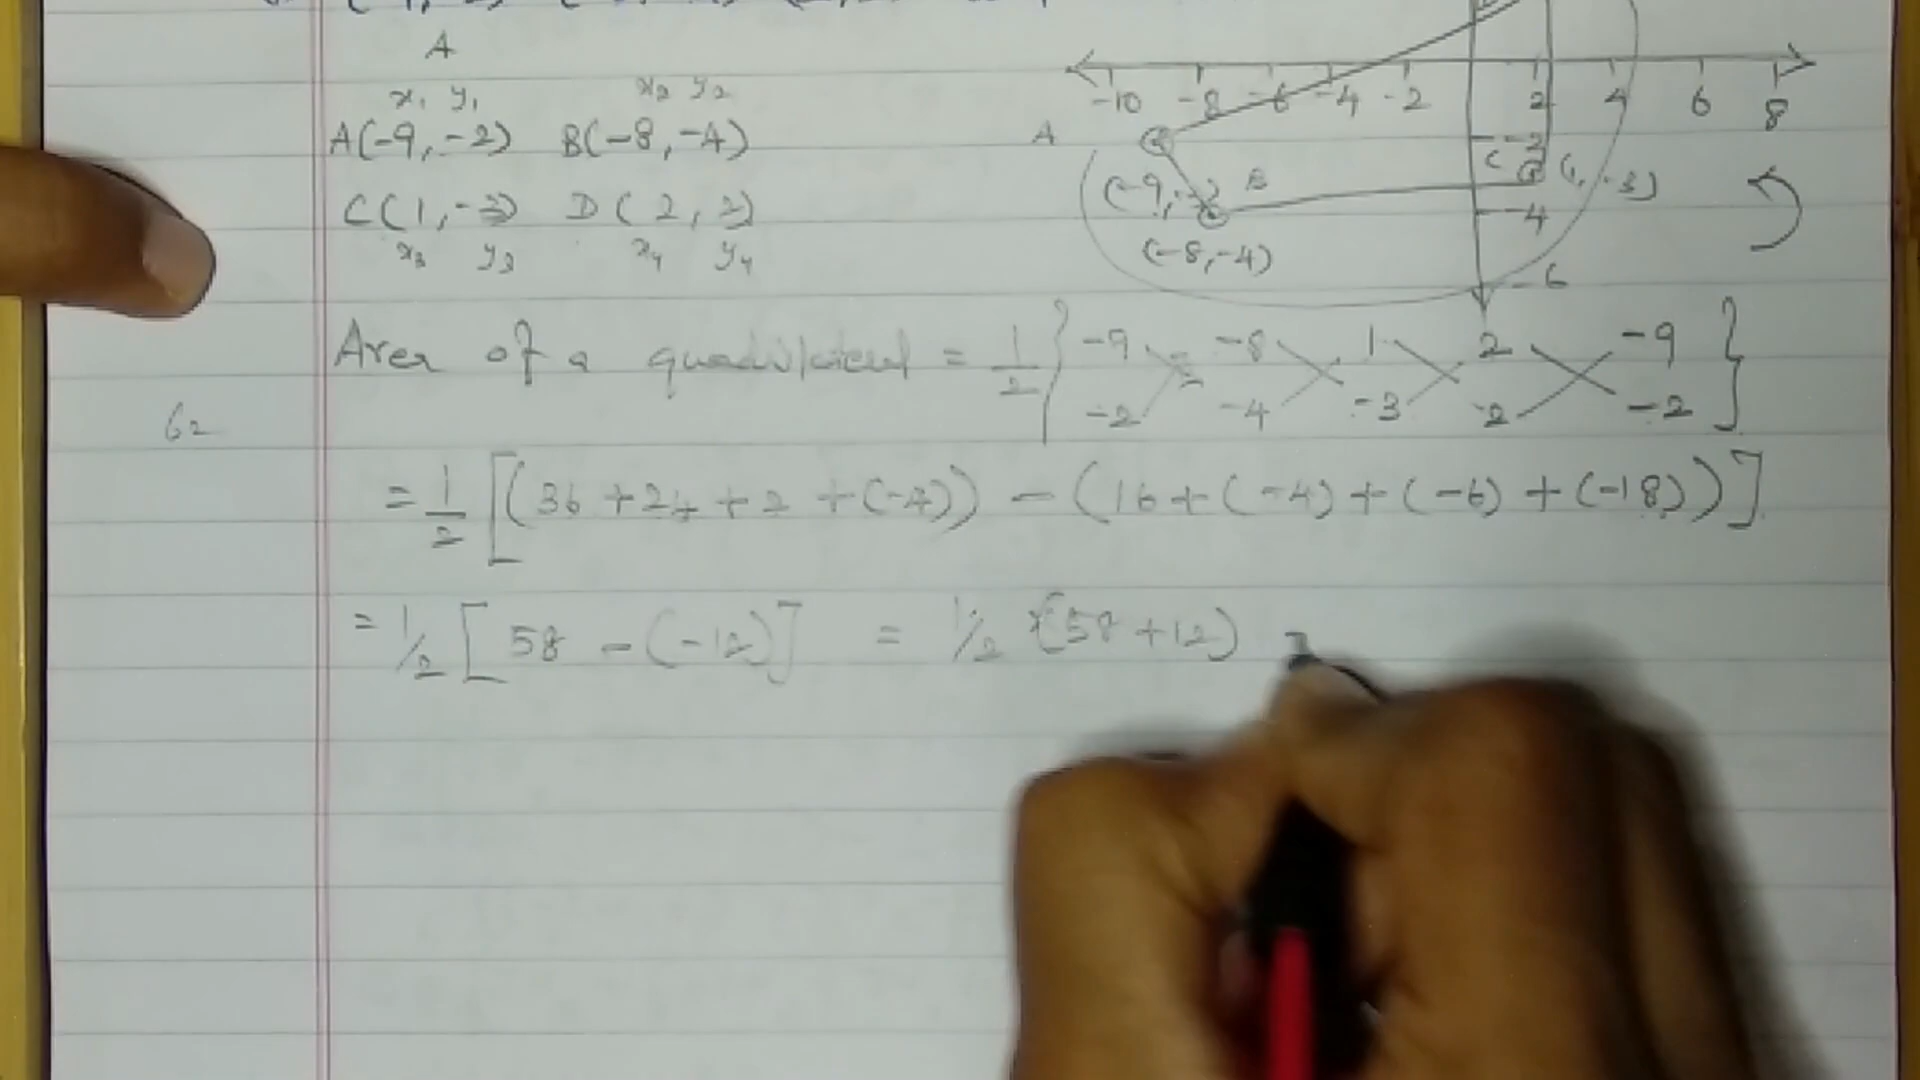 A
x₁ y₁ x₂ y₂
A(-9, -2) B(-8, -4)
C(1, -3) D(2, 2)
x₃ y₃ x₄ y₄
-10 -8 -6 -4 -2 2 4 6 8
A
-2
C (1, -3)
(-9, -2) B
-4
(-8, -4)
-6
Area of a = 1/2 { -9 -8 1 2 -9 }
-2 -4 -3 2 -2
62
= 1/2 [(36 + 24 + 2 + (-4)) - (16 + (-4) + (-6) + (-18))]
= 1/2 [58 - (-12)] = 1/2 (58 + 12)